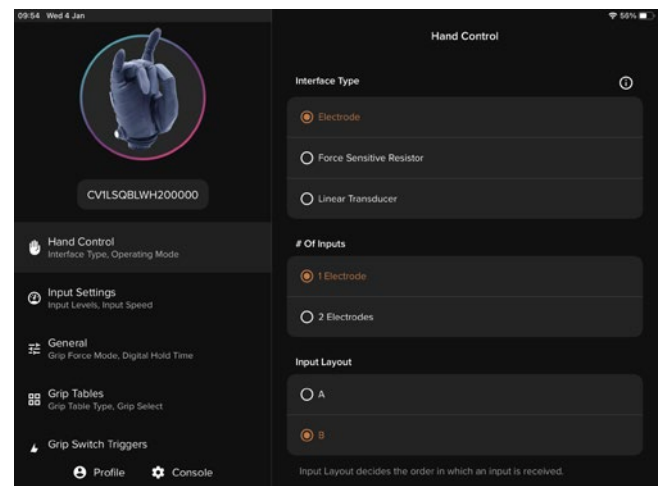 09:54 Wed 4 Jan
56%
CV1LSQBLWH200000
Hand Control
Interface Type, Operating Mode
Input Settings
Input Levels, Input Speed
General
Grip Force Mode, Digital Hold Time
Grip Tables
Grip Table Type, Grip Select
Grip Switch Triggers
Profile
Console
Hand Control
Interface Type
Electrode
Force Sensitive Resistor
Linear Transducer
# Of Inputs
1 Electrode
2 Electrodes
Input Layout
A
B
Input Layout decides the order in which an input is received.